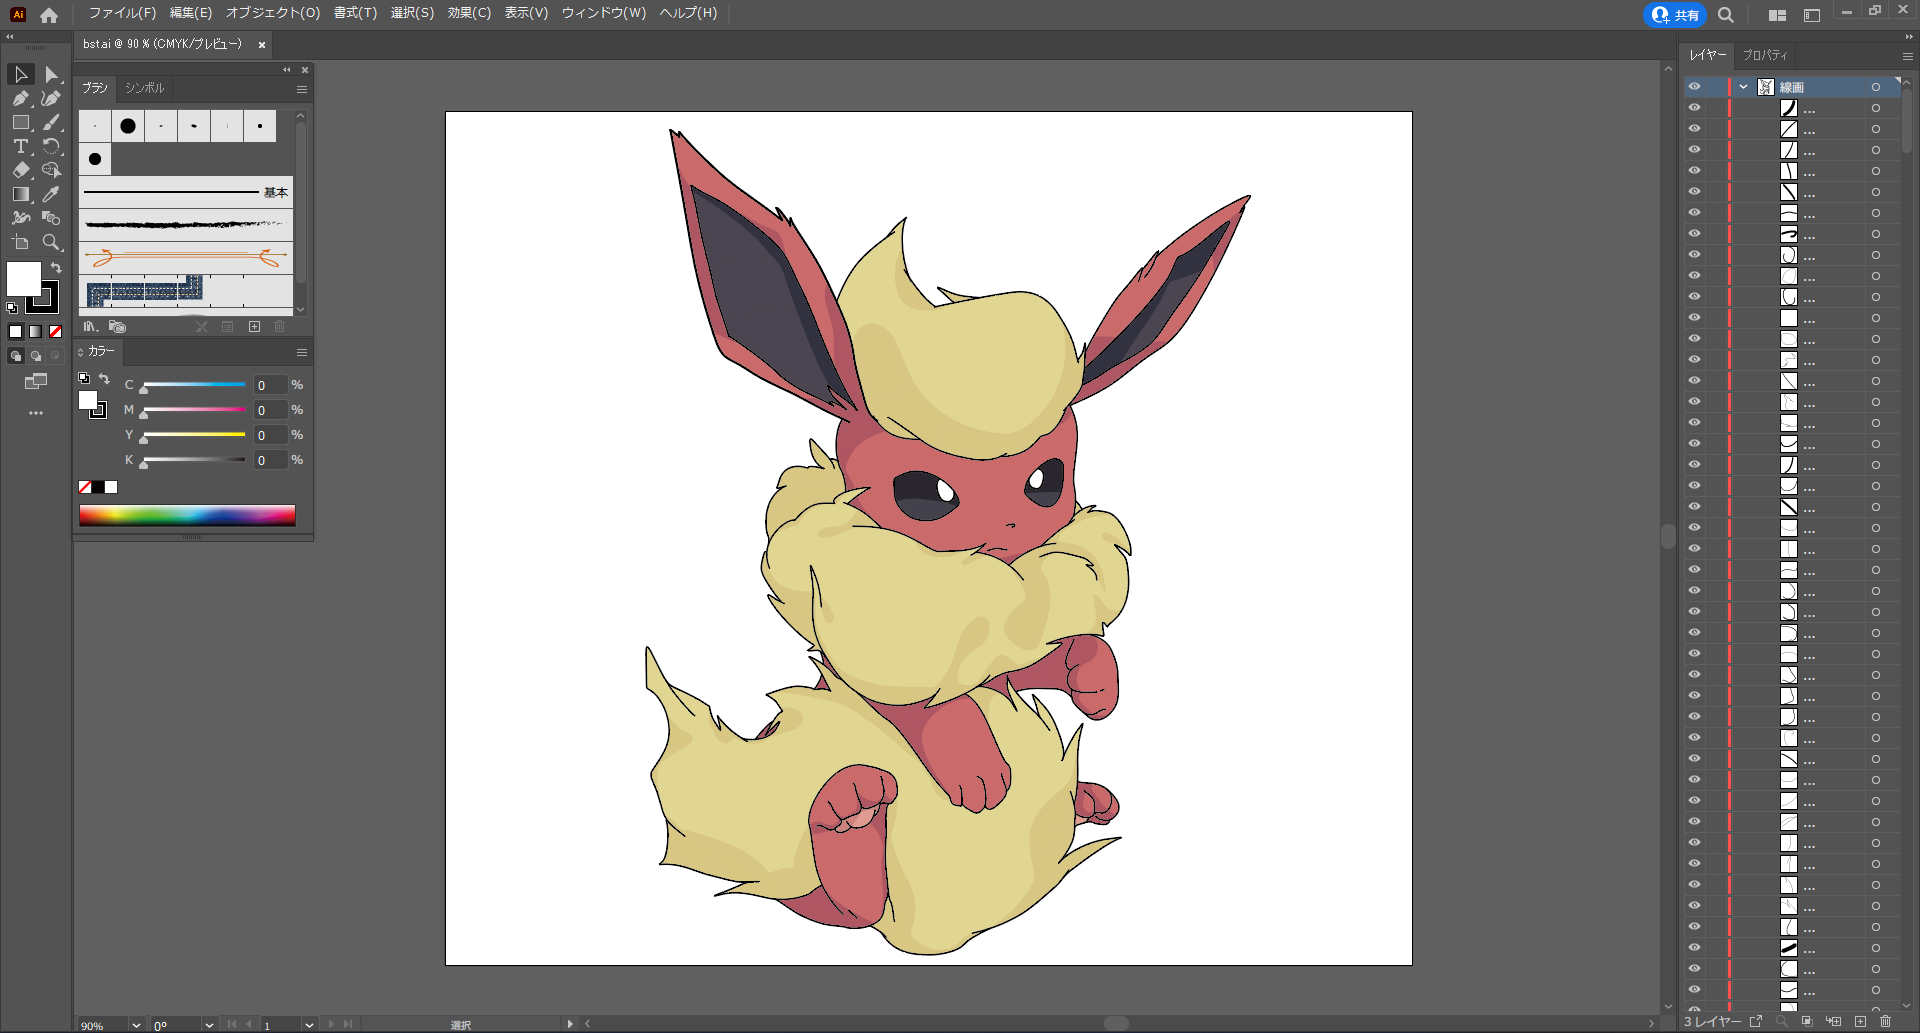 Ai ファイル(F) 編集(E) オブジェクト(O) 書式(T) 選択(S) 効果(C) 表示(V) ウィンドウ(W) ヘルプ(H) 共有
bst.ai @ 90 % (CMYK/プレビュー) ×
レイヤー プロパティ
ブラシ シンボル
線画
基本
カラー
C 0 %
M 0 %
Y 0 %
K 0 %
90% 0° 1 選択
3 レイヤー